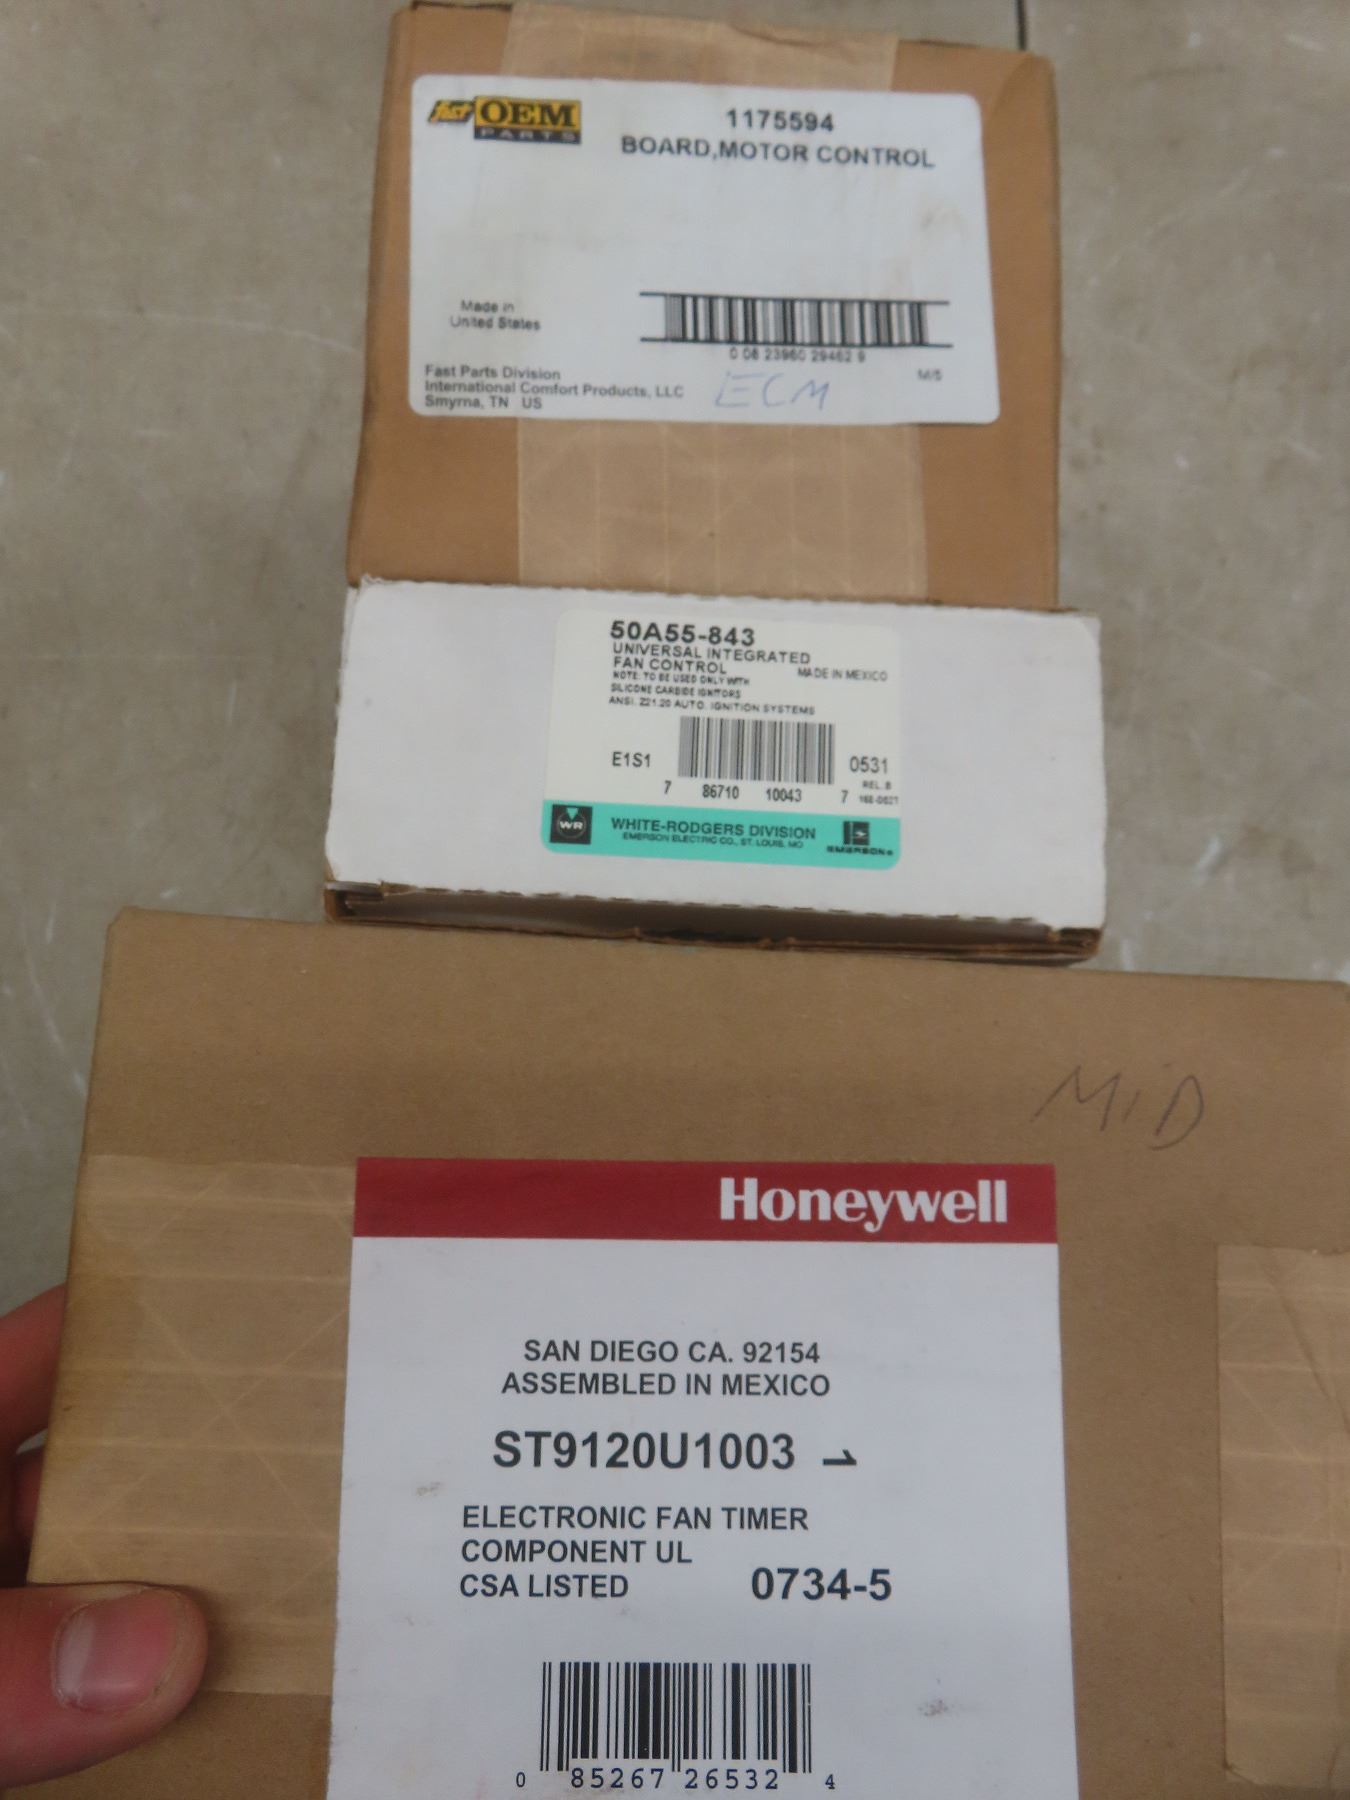 fast OEM PARTS
1175594
BOARD,MOTOR CONTROL
Made in
United States
0 08 23960 29462 9
M/5
Fast Parts Division
International Comfort Products, LLC
Smyrna, TN US
ECM
50A55-843
UNIVERSAL INTEGRATED
FAN CONTROL
MADE IN MEXICO
NOTE: TO BE USED ONLY WITH
SILICONE CARBIDE IGNITORS
ANSI. Z21.20 AUTO. IGNITION SYSTEMS
E1S1
0531
REL. B
7 86710 10043 7
WR WHITE-RODGERS DIVISION
EMERSON ELECTRIC CO., ST. LOUIS, MO
EMERSON
MiD
Honeywell
SAN DIEGO CA. 92154
ASSEMBLED IN MEXICO
ST9120U1003 1
ELECTRONIC FAN TIMER
COMPONENT UL
CSA LISTED 0734-5
0 85267 26532 4